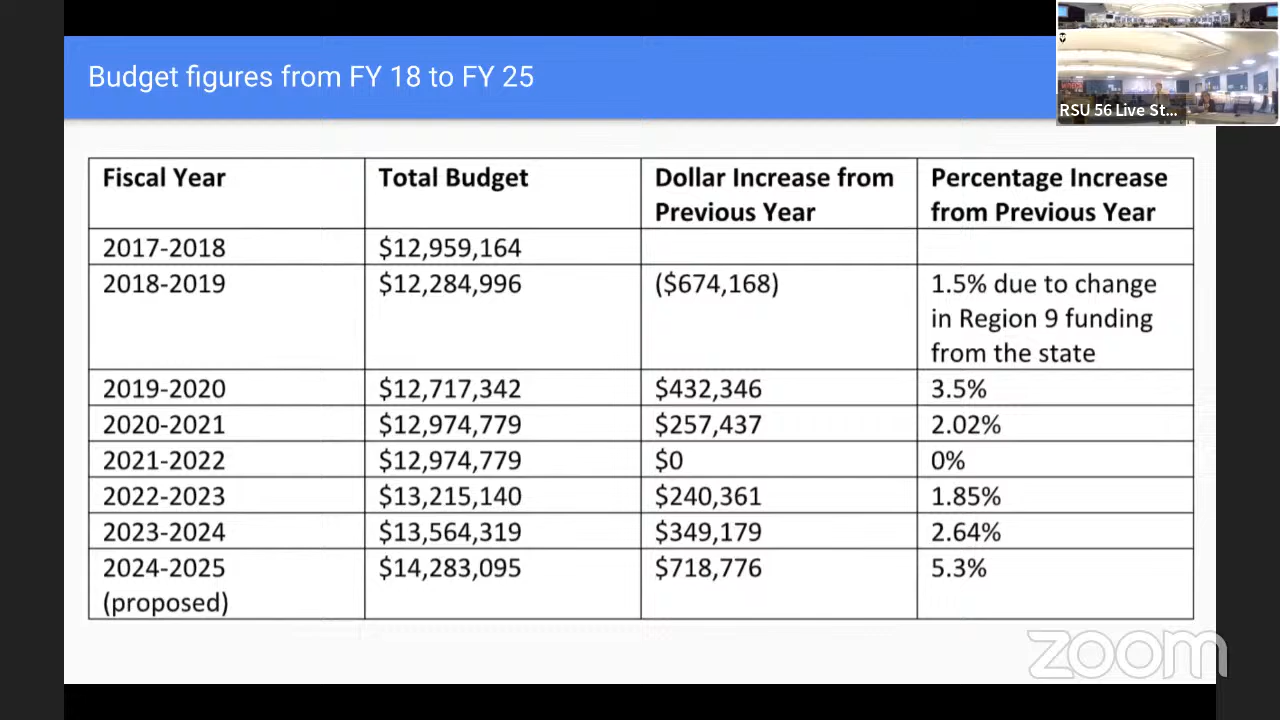 Budget figures from FY 18 to FY 25
RSU 56 Live St...
Fiscal Year Total Budget Dollar Increase from Previous Year Percentage Increase from Previous Year
2017-2018 $12,959,164
2018-2019 $12,284,996 ($674,168) 1.5% due to change
in Region 9 funding
from the state
2019-2020 $12,717,342 $432,346 3.5%
2020-2021 $12,974,779 $257,437 2.02%
2021-2022 $12,974,779 $0 0%
2022-2023 $13,215,140 $240,361 1.85%
2023-2024 $13,564,319 $349,179 2.64%
2024-2025 $14,283,095 $718,776 5.3%
(proposed)
zoom